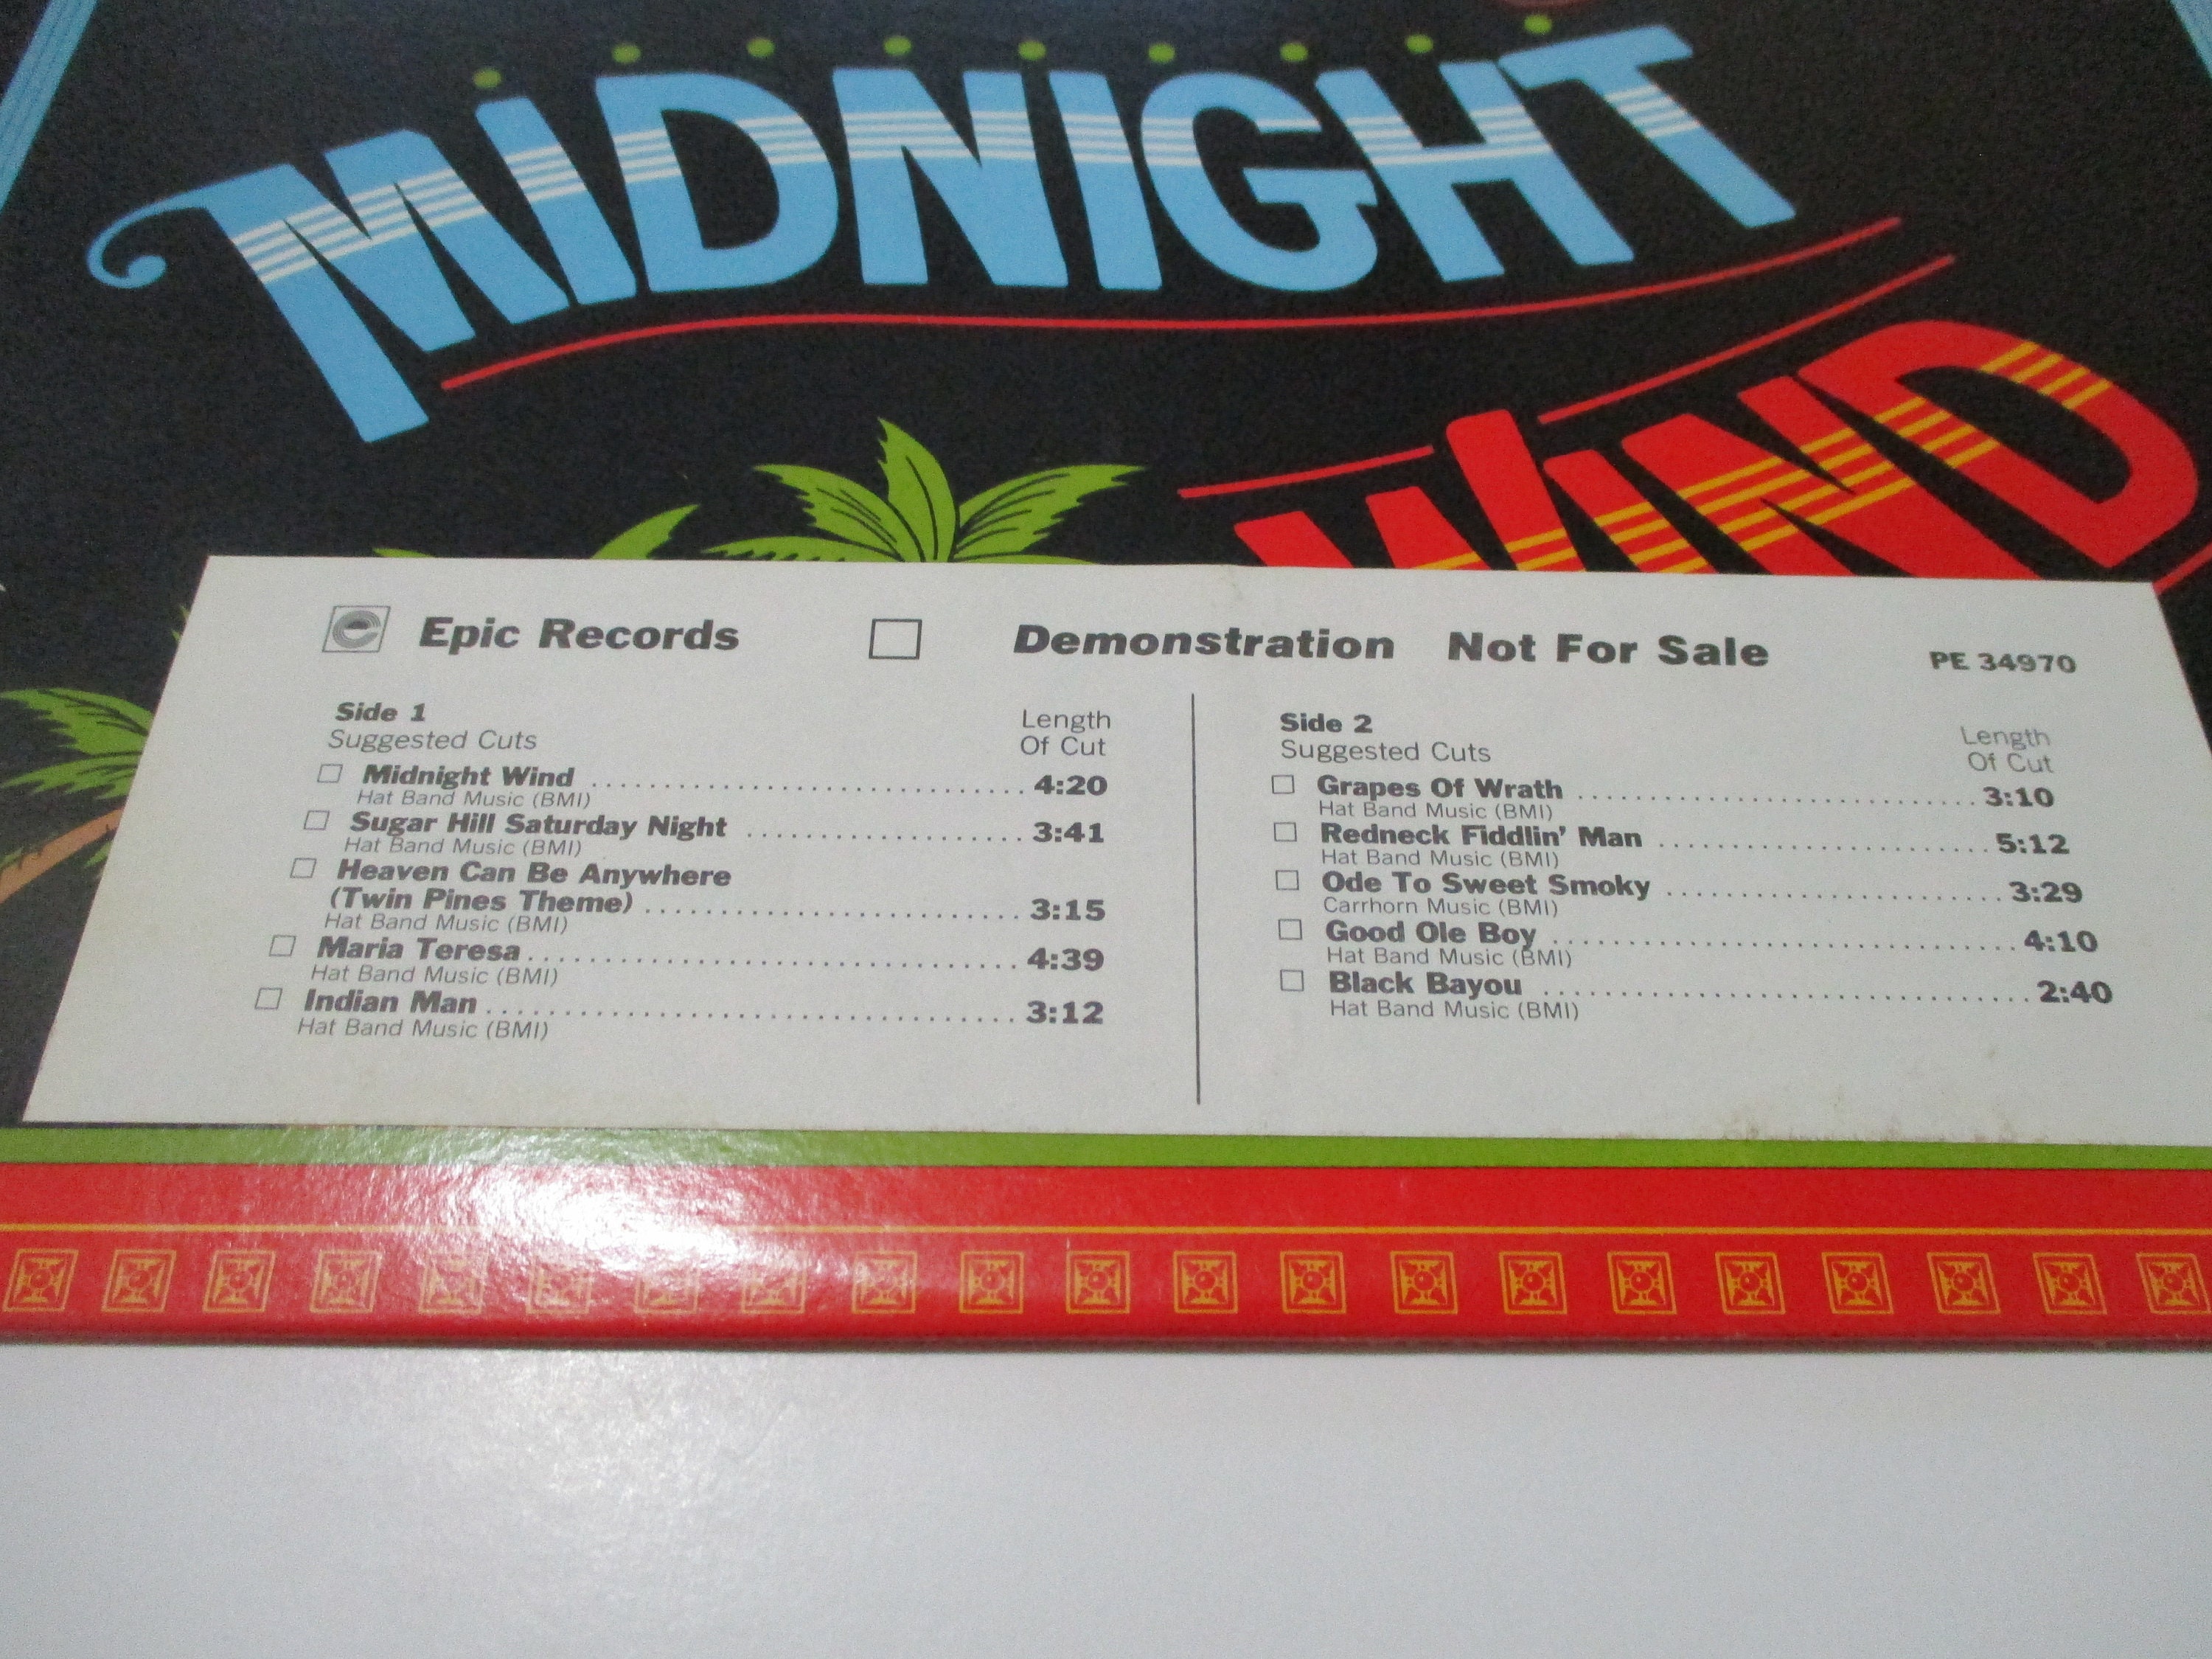 MIDNIGHT
WIND
e Epic Records Demonstration Not For Sale PE 34970
Side 1
Suggested Cuts
Length
Of Cut
Midnight Wind 4:20
Hat Band Music (BMI)
Sugar Hill Saturday Night 3:41
Hat Band Music (BMI)
Heaven Can Be Anywhere
(Twin Pines Theme) 3:15
Hat Band Music (BMI)
Maria Teresa 4:39
Hat Band Music (BMI)
Indian Man 3:12
Hat Band Music (BMI)
Side 2
Suggested Cuts
Length
Of Cut
Grapes Of Wrath 3:10
Hat Band Music (BMI)
Redneck Fiddlin' Man 5:12
Hat Band Music (BMI)
Ode To Sweet Smoky 3:29
Carrhorn Music (BMI)
Good Ole Boy 4:10
Hat Band Music (BMI)
Black Bayou 2:40
Hat Band Music (BMI)